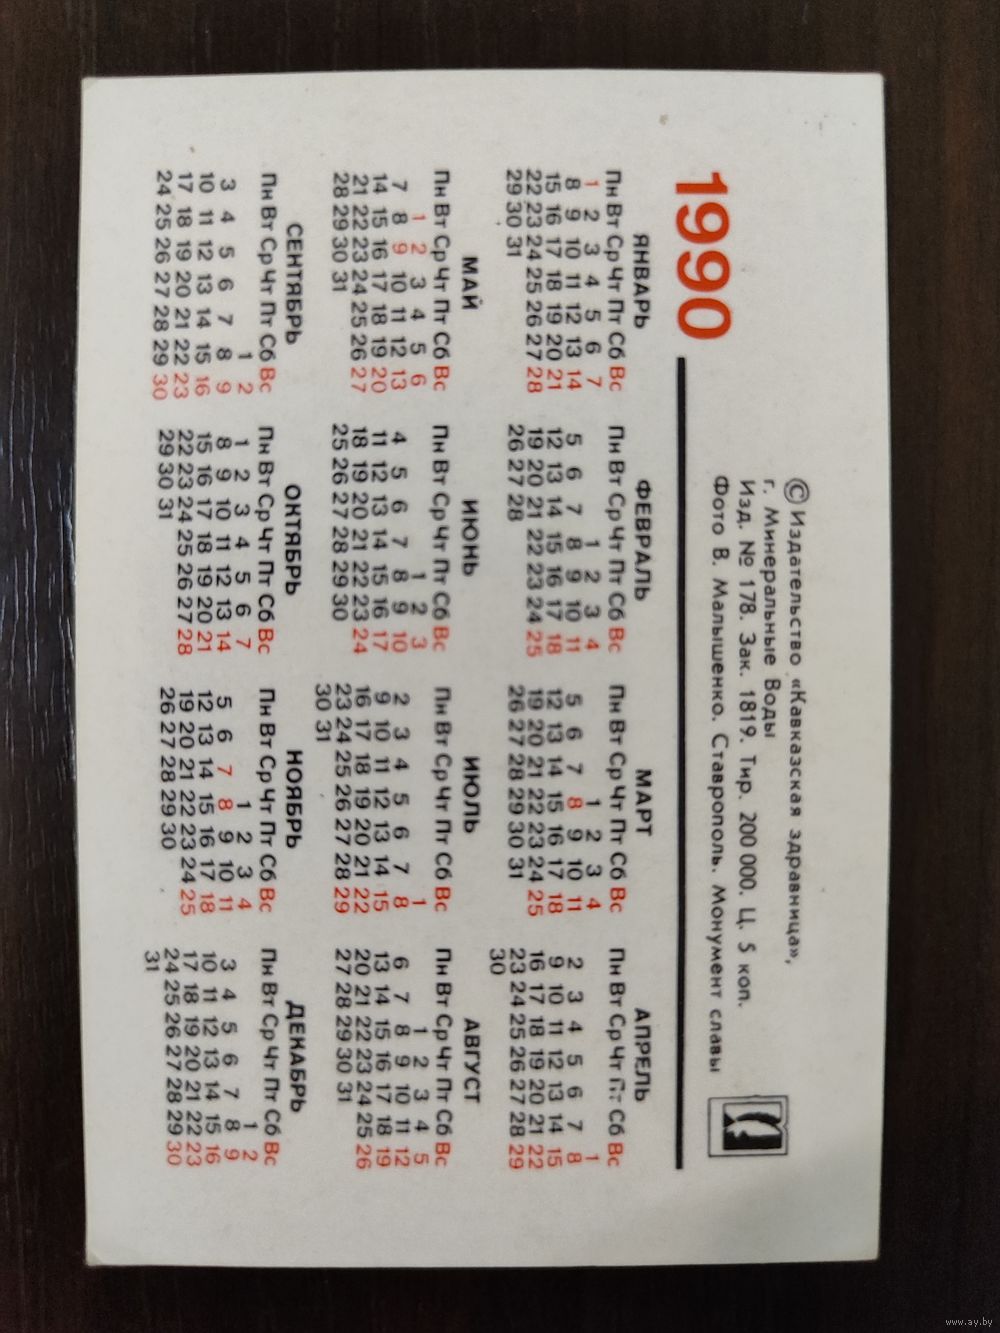 © Издательство «Кавказская здравница»,
г. Минеральные Воды
Изд. № 178. Зак. 1819. Тир. 200 000. Ц. 5 коп.
Фото В. Малышенко. Ставрополь. Монумент славы
1990
ЯНВАРЬ
Пн Вт Ср Чт Пт Сб Вс
1 2 3 4 5 6 7
8 9 10 11 12 13 14
15 16 17 18 19 20 21
22 23 24 25 26 27 28
29 30 31
ФЕВРАЛЬ
Пн Вт Ср Чт Пт Сб Вс
1 2 3 4
5 6 7 8 9 10 11
12 13 14 15 16 17 18
19 20 21 22 23 24 25
26 27 28
МАРТ
Пн Вт Ср Чт Пт Сб Вс
1 2 3 4
5 6 7 8 9 10 11
12 13 14 15 16 17 18
19 20 21 22 23 24 25
26 27 28 29 30 31
АПРЕЛЬ
Пн Вт Ср Чт Пт Сб Вс
1
2 3 4 5 6 7 8
9 10 11 12 13 14 15
16 17 18 19 20 21 22
23 24 25 26 27 28 29
30
МАЙ
Пн Вт Ср Чт Пт Сб Вс
1 2 3 4 5 6
7 8 9 10 11 12 13
14 15 16 17 18 19 20
21 22 23 24 25 26 27
28 29 30 31
ИЮНЬ
Пн Вт Ср Чт Пт Сб Вс
1 2 3
4 5 6 7 8 9 10
11 12 13 14 15 16 17
18 19 20 21 22 23 24
25 26 27 28 29 30
ИЮЛЬ
Пн Вт Ср Чт Пт Сб Вс
1
2 3 4 5 6 7 8
9 10 11 12 13 14 15
16 17 18 19 20 21 22
23 24 25 26 27 28 29
30 31
АВГУСТ
Пн Вт Ср Чт Пт Сб Вс
1 2 3 4 5
6 7 8 9 10 11 12
13 14 15 16 17 18 19
20 21 22 23 24 25 26
27 28 29 30 31
СЕНТЯБРЬ
Пн Вт Ср Чт Пт Сб Вс
1 2
3 4 5 6 7 8 9
10 11 12 13 14 15 16
17 18 19 20 21 22 23
24 25 26 27 28 29 30
ОКТЯБРЬ
Пн Вт Ср Чт Пт Сб Вс
1 2 3 4 5 6 7
8 9 10 11 12 13 14
15 16 17 18 19 20 21
22 23 24 25 26 27 28
29 30 31
НОЯБРЬ
Пн Вт Ср Чт Пт Сб Вс
1 2 3 4
5 6 7 8 9 10 11
12 13 14 15 16 17 18
19 20 21 22 23 24 25
26 27 28 29 30
ДЕКАБРЬ
Пн Вт Ср Чт Пт Сб Вс
1 2
3 4 5 6 7 8 9
10 11 12 13 14 15 16
17 18 19 20 21 22 23
24 25 26 27 28 29 30
31
www.ay.by